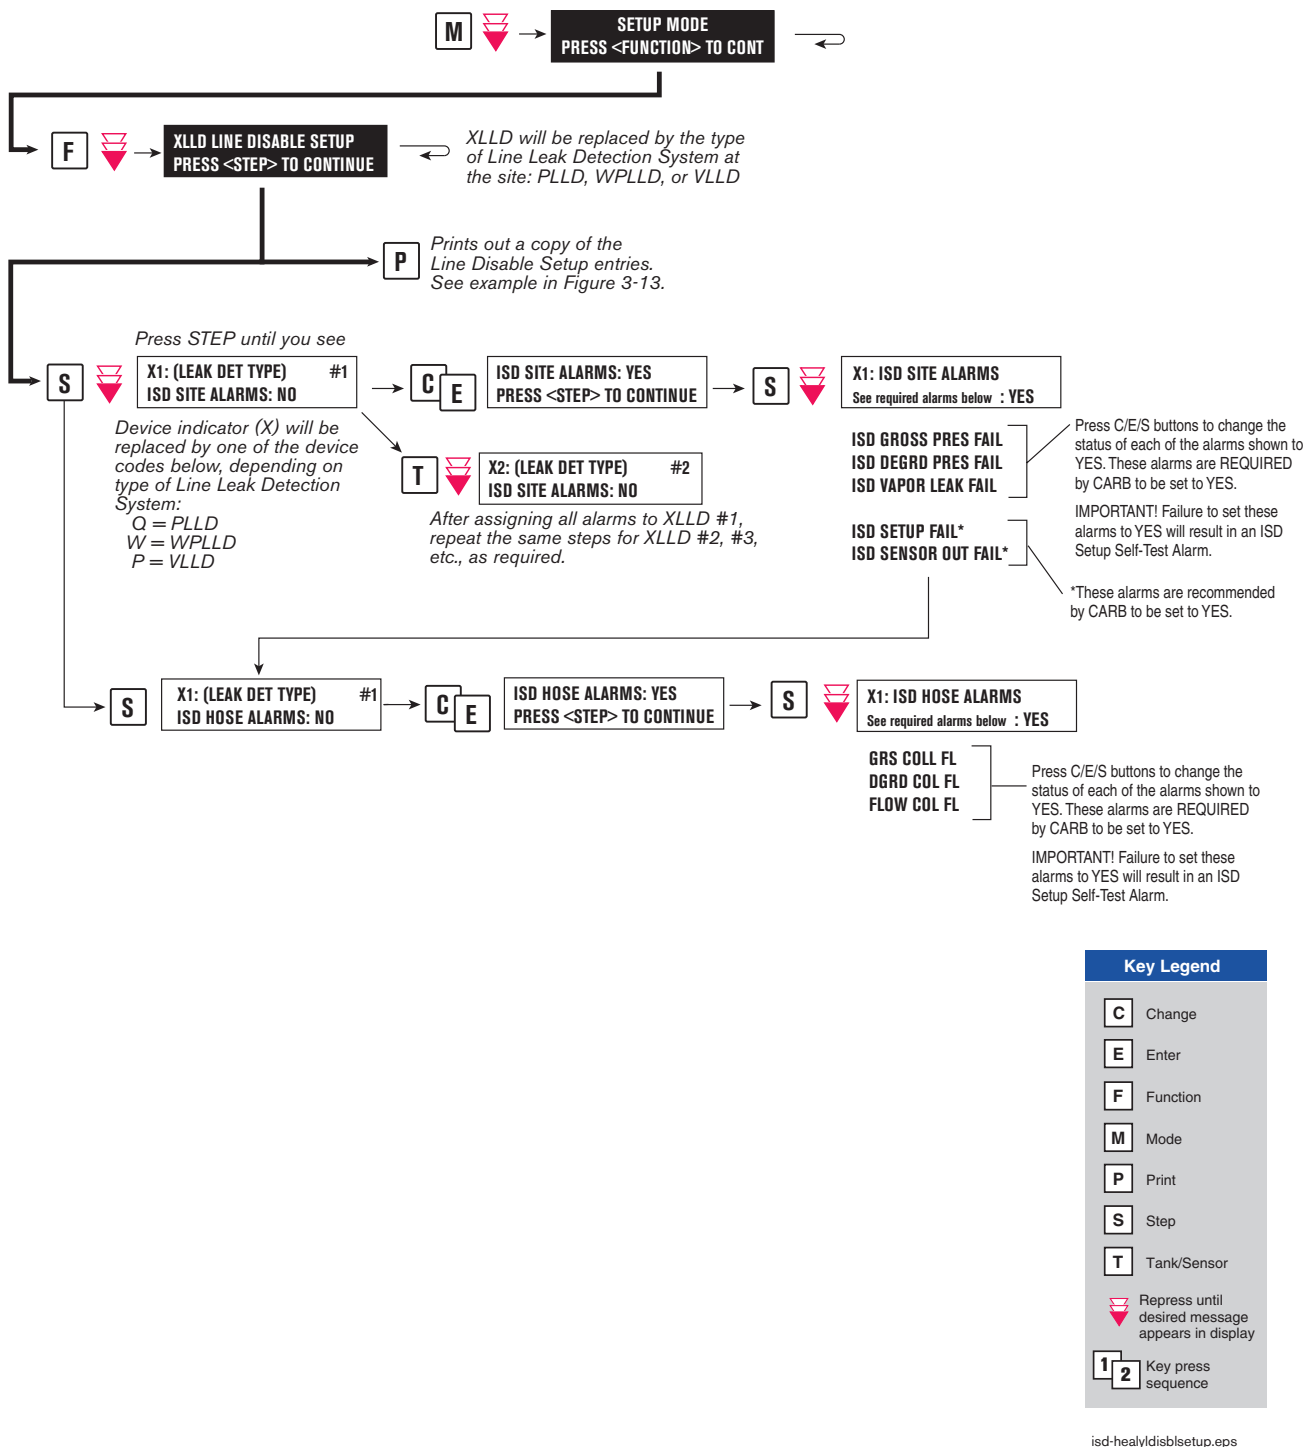 M
SETUP MODE
PRESS <FUNCTION> TO CONT
F
XLLD LINE DISABLE SETUP
PRESS <STEP> TO CONTINUE
XLLD will be replaced by the type
of Line Leak Detection System at
the site: PLLD, WPLLD, or VLLD
P
Prints out a copy of the
Line Disable Setup entries.
See example in Figure 3-13.
Press STEP until you see
S
X1: (LEAK DET TYPE) #1
ISD SITE ALARMS: NO
C
E
ISD SITE ALARMS: YES
PRESS <STEP> TO CONTINUE
S
X1: ISD SITE ALARMS
See required alarms below : YES
Device indicator (X) will be
replaced by one of the device
codes below, depending on
type of Line Leak Detection
System:
Q = PLLD
W = WPLLD
P = VLLD
T
X2: (LEAK DET TYPE) #2
ISD SITE ALARMS: NO
After assigning all alarms to XLLD #1,
repeat the same steps for XLLD #2, #3,
etc., as required.
ISD GROSS PRES FAIL
ISD DEGRD PRES FAIL
ISD VAPOR LEAK FAIL
Press C/E/S buttons to change the
status of each of the alarms shown to
YES. These alarms are REQUIRED
by CARB to be set to YES.
IMPORTANT! Failure to set these
alarms to YES will result in an ISD
Setup Self-Test Alarm.
ISD SETUP FAIL*
ISD SENSOR OUT FAIL*
*These alarms are recommended
by CARB to be set to YES.
S
X1: (LEAK DET TYPE) #1
ISD HOSE ALARMS: NO
C
E
ISD HOSE ALARMS: YES
PRESS <STEP> TO CONTINUE
S
X1: ISD HOSE ALARMS
See required alarms below : YES
GRS COLL FL
DGRD COL FL
FLOW COL FL
Press C/E/S buttons to change the
status of each of the alarms shown to
YES. These alarms are REQUIRED
by CARB to be set to YES.
IMPORTANT! Failure to set these
alarms to YES will result in an ISD
Setup Self-Test Alarm.
Key Legend
C Change
E Enter
F Function
M Mode
P Print
S Step
T Tank/Sensor
Repress until
desired message
appears in display
1
2
Key press
sequence
isd-healyldisblsetup.eps